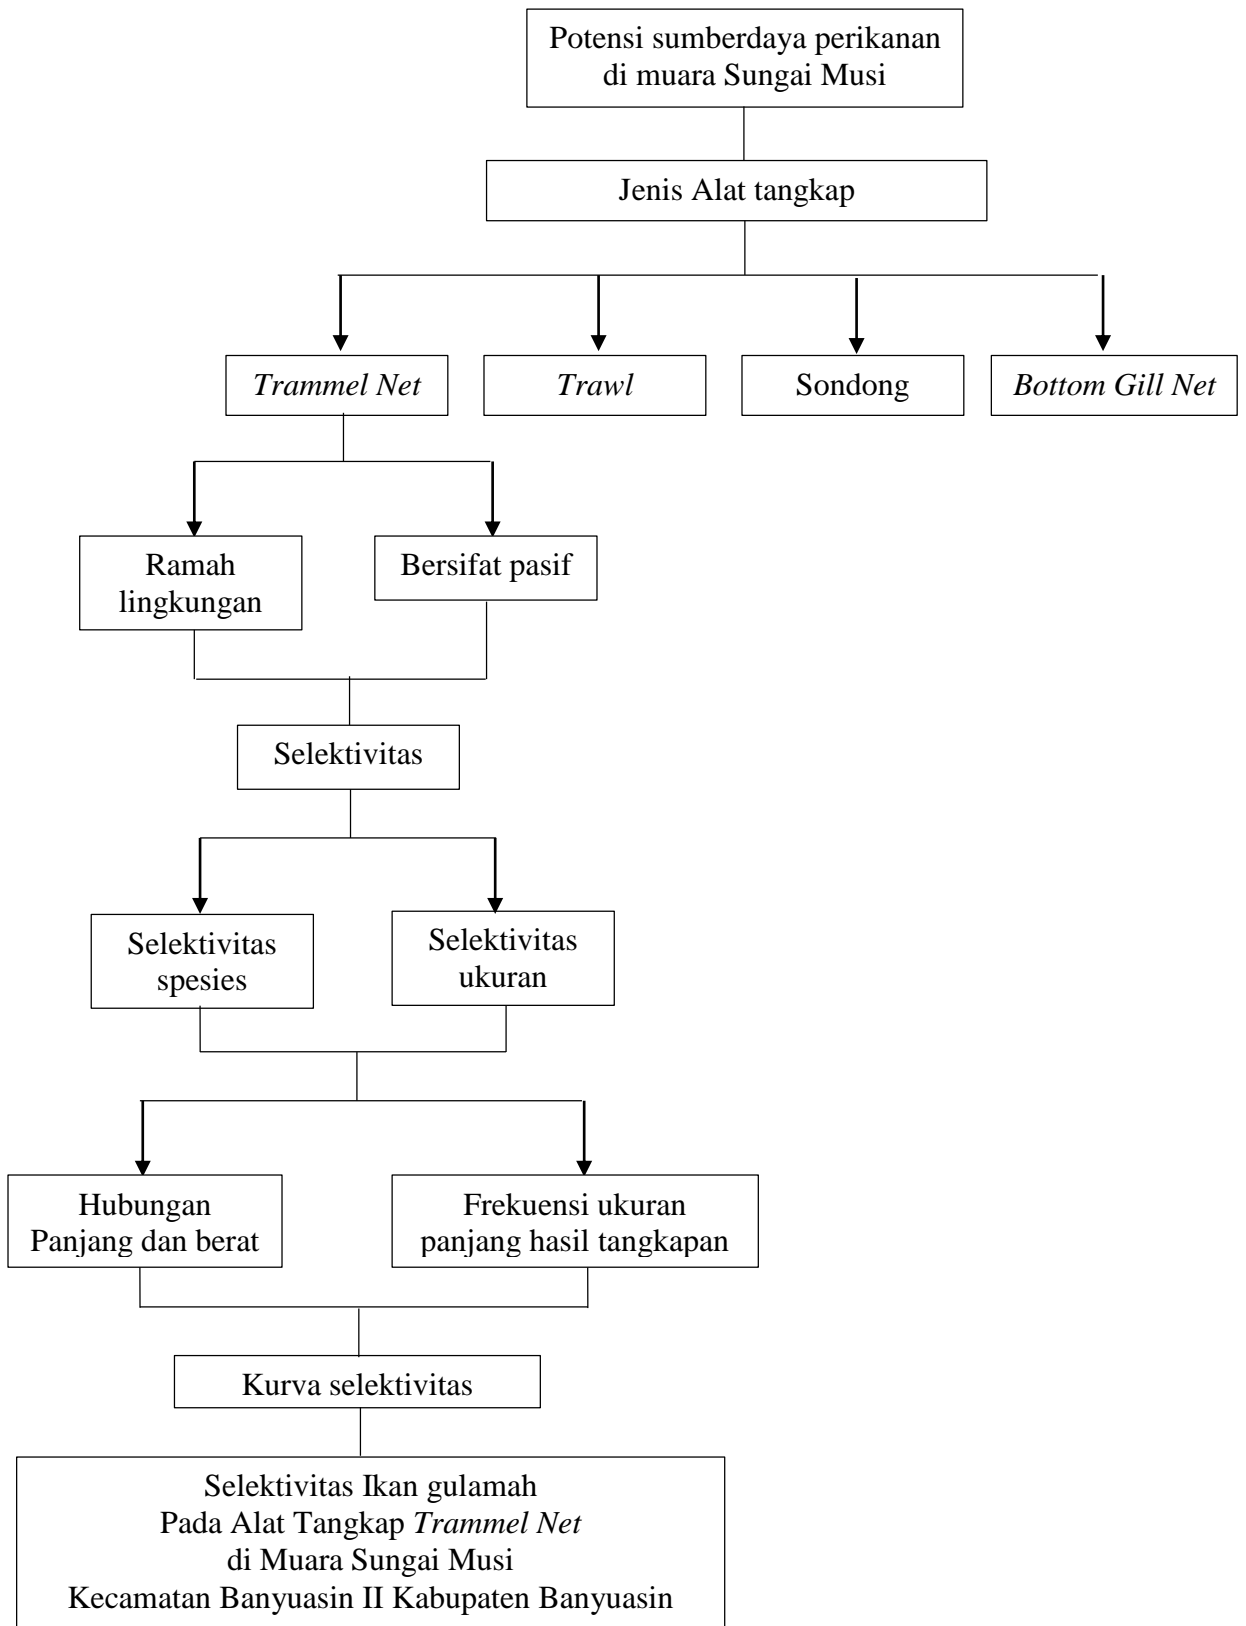 Potensi sumberdaya perikanan
di muara Sungai Musi
Jenis Alat tangkap
Trammel Net
Trawl
Sondong
Bottom Gill Net
Ramah
lingkungan
Bersifat pasif
Selektivitas
Selektivitas
spesies
Selektivitas
ukuran
Hubungan
Panjang dan berat
Frekuensi ukuran
panjang hasil tangkapan
Kurva selektivitas
Selektivitas Ikan gulamah
Pada Alat Tangkap Trammel Net
di Muara Sungai Musi
Kecamatan Banyuasin II Kabupaten Banyuasin